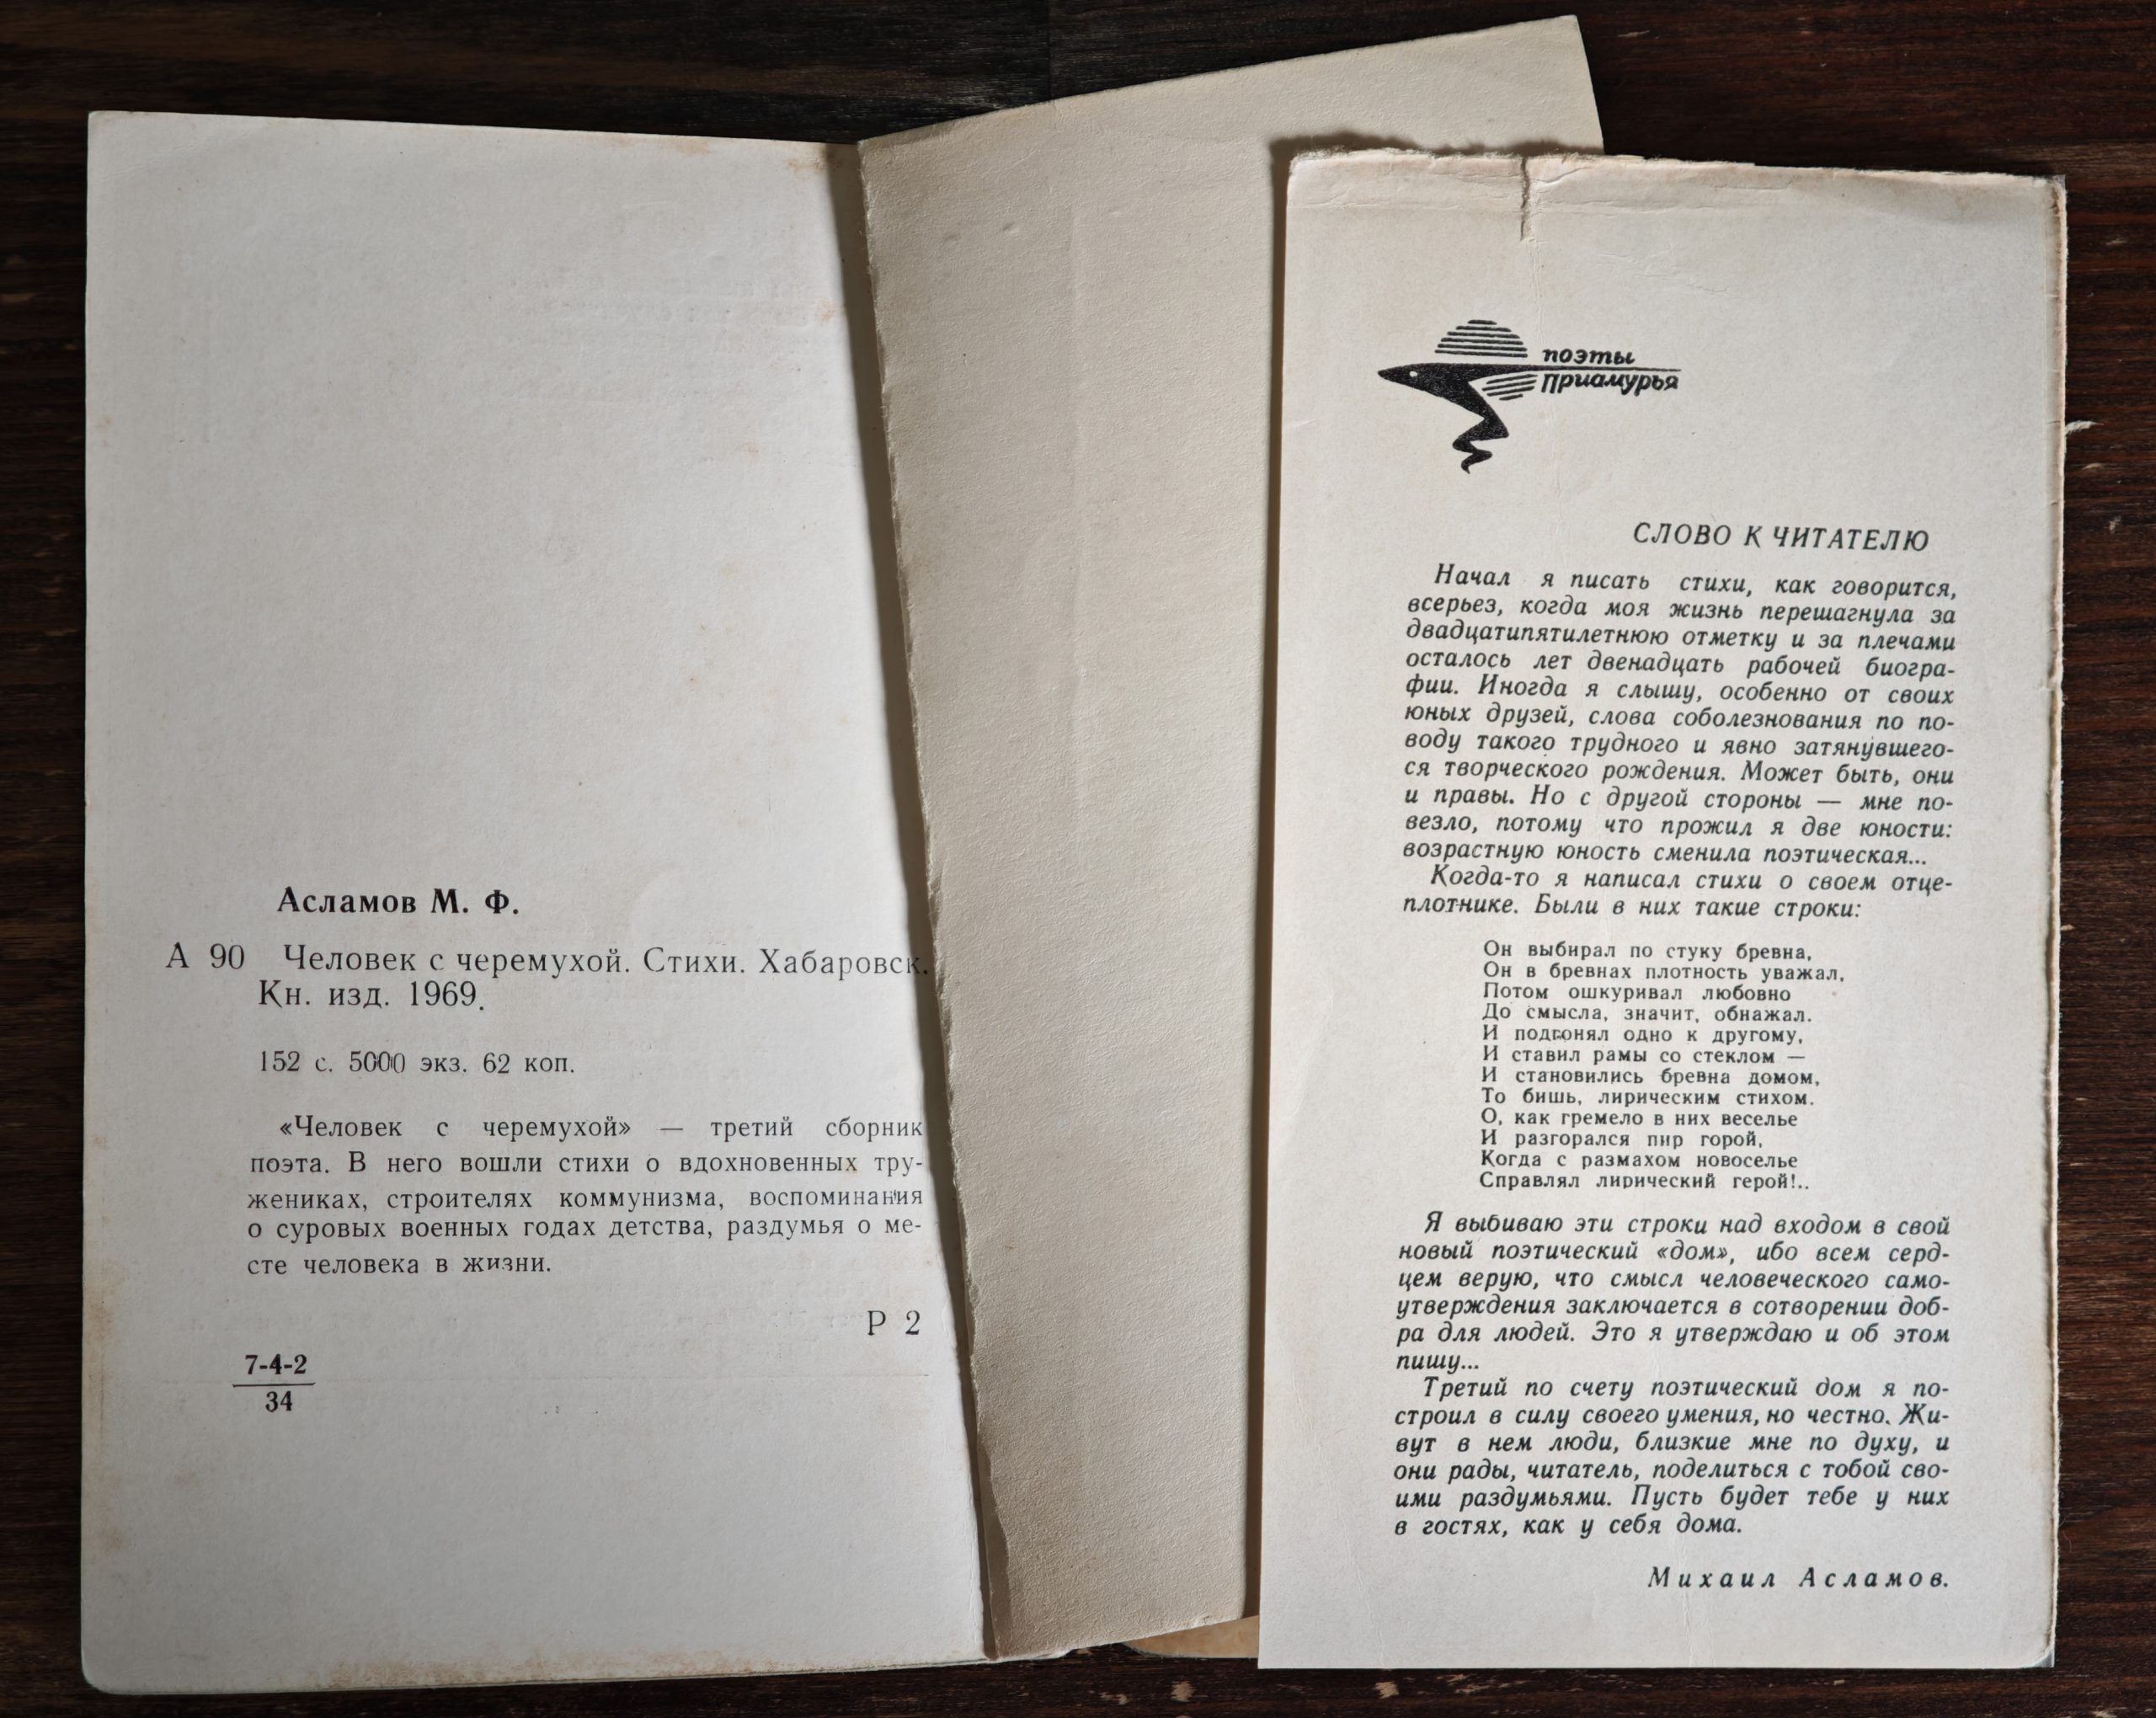 Асламов М. Ф.
А 90 Человек с черемухой. Стихи. Хабаровск.
Кн. изд. 1969.
152 с. 5000 экз. 62 коп.
«Человек с черемухой» — третий сборник
поэта. В него вошли стихи о вдохновенных тру-
жениках, строителях коммунизма, воспоминания
о суровых военных годах детства, раздумья о ме-
сте человека в жизни.
Р 2
7-4-2
34
поэты
Приамурья
СЛОВО К ЧИТАТЕЛЮ
Начал я писать стихи, как говорится,
всерьез, когда моя жизнь перешагнула за
двадцатипятилетнюю отметку и за плечами
осталось лет двенадцать рабочей биогра-
фии. Иногда я слышу, особенно от своих
юных друзей, слова соболезнования по по-
воду такого трудного и явно затянувшего-
ся творческого рождения. Может быть, они
и правы. Но с другой стороны — мне по-
везло, потому что прожил я две юности:
возрастную юность сменила поэтическая...
Когда-то я написал стихи о своем отце-
плотнике. Были в них такие строки:
Он выбирал по стуку бревна,
Он в бревнах плотность уважал,
Потом ошкуривал любовно
До смысла, значит, обнажал.
И подгонял одно к другому,
И ставил рамы со стеклом —
И становились бревна домом,
То бишь, лирическим стихом.
О, как гремело в них веселье
И разгорался пир горой,
Когда с размахом новоселье
Справлял лирический герой!..
Я выбиваю эти строки над входом в свой
новый поэтический «дом», ибо всем серд-
цем верую, что смысл человеческого само-
утверждения заключается в сотворении доб-
ра для людей. Это я утверждаю и об этом
пишу...
Третий по счету поэтический дом я по-
строил в силу своего умения, но честно. Жи-
вут в нем люди, близкие мне по духу, и
они рады, читатель, поделиться с тобой сво-
ими раздумьями. Пусть будет тебе у них
в гостях, как у себя дома.
Михаил Асламов.